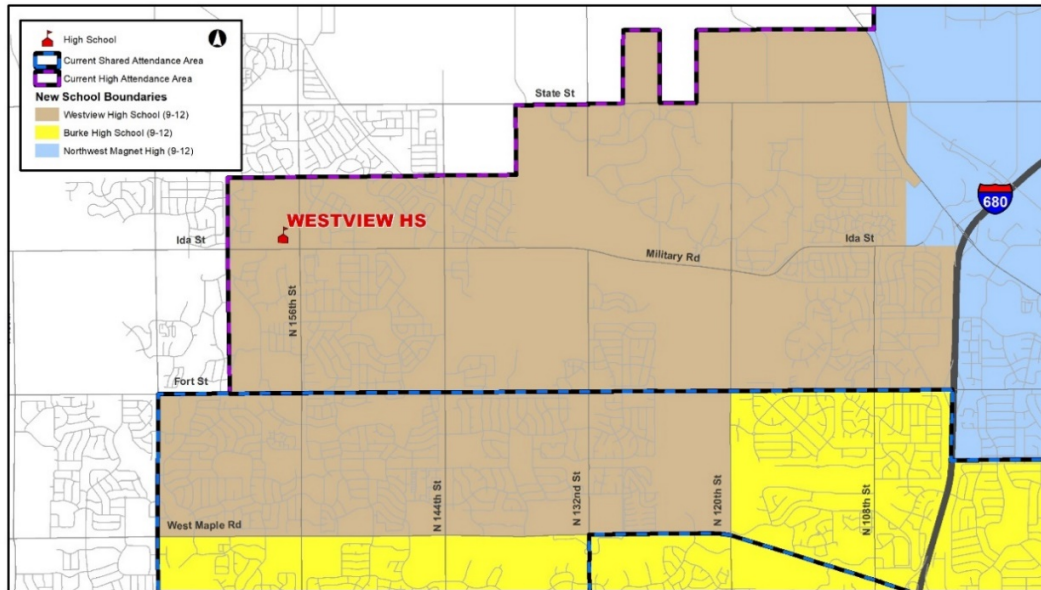 High School
Current Shared Attendance Area
Current High Attendance Area
New School Boundaries
Westview High School (9-12)
Burke High School (9-12)
Northwest Magnet High (9-12)
State St
680
WESTVIEW HS
Ida St
Military Rd
Ida St
N 156th St
Fort St
N 144th St
N 132nd St
N 120th St
N 108th St
West Maple Rd